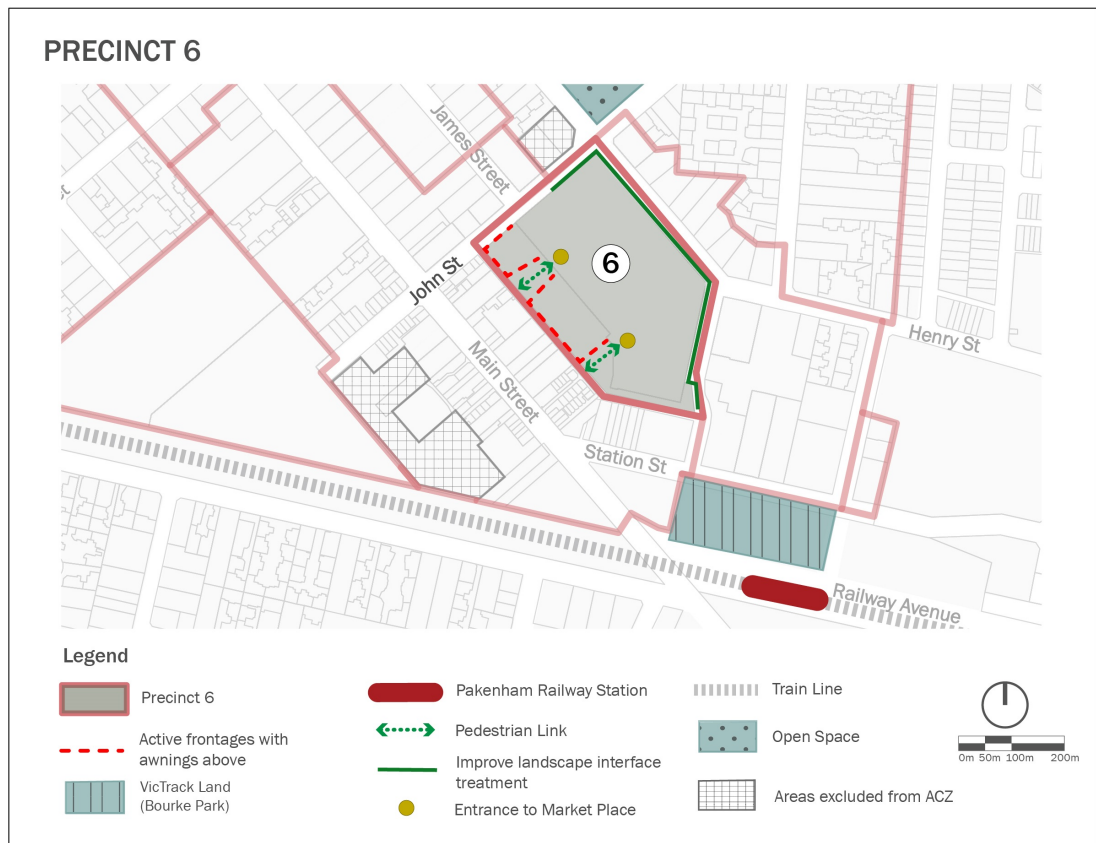 PRECINCT 6
James Street
John St
6
Main Street
Henry St
Station St
Railway Avenue
Legend
Precinct 6
Active frontages with
awnings above
VicTrack Land
(Bourke Park)
Pakenham Railway Station
Pedestrian Link
Improve landscape interface
treatment
Entrance to Market Place
Train Line
Open Space
Areas excluded from ACZ
0m 50m 100m 200m